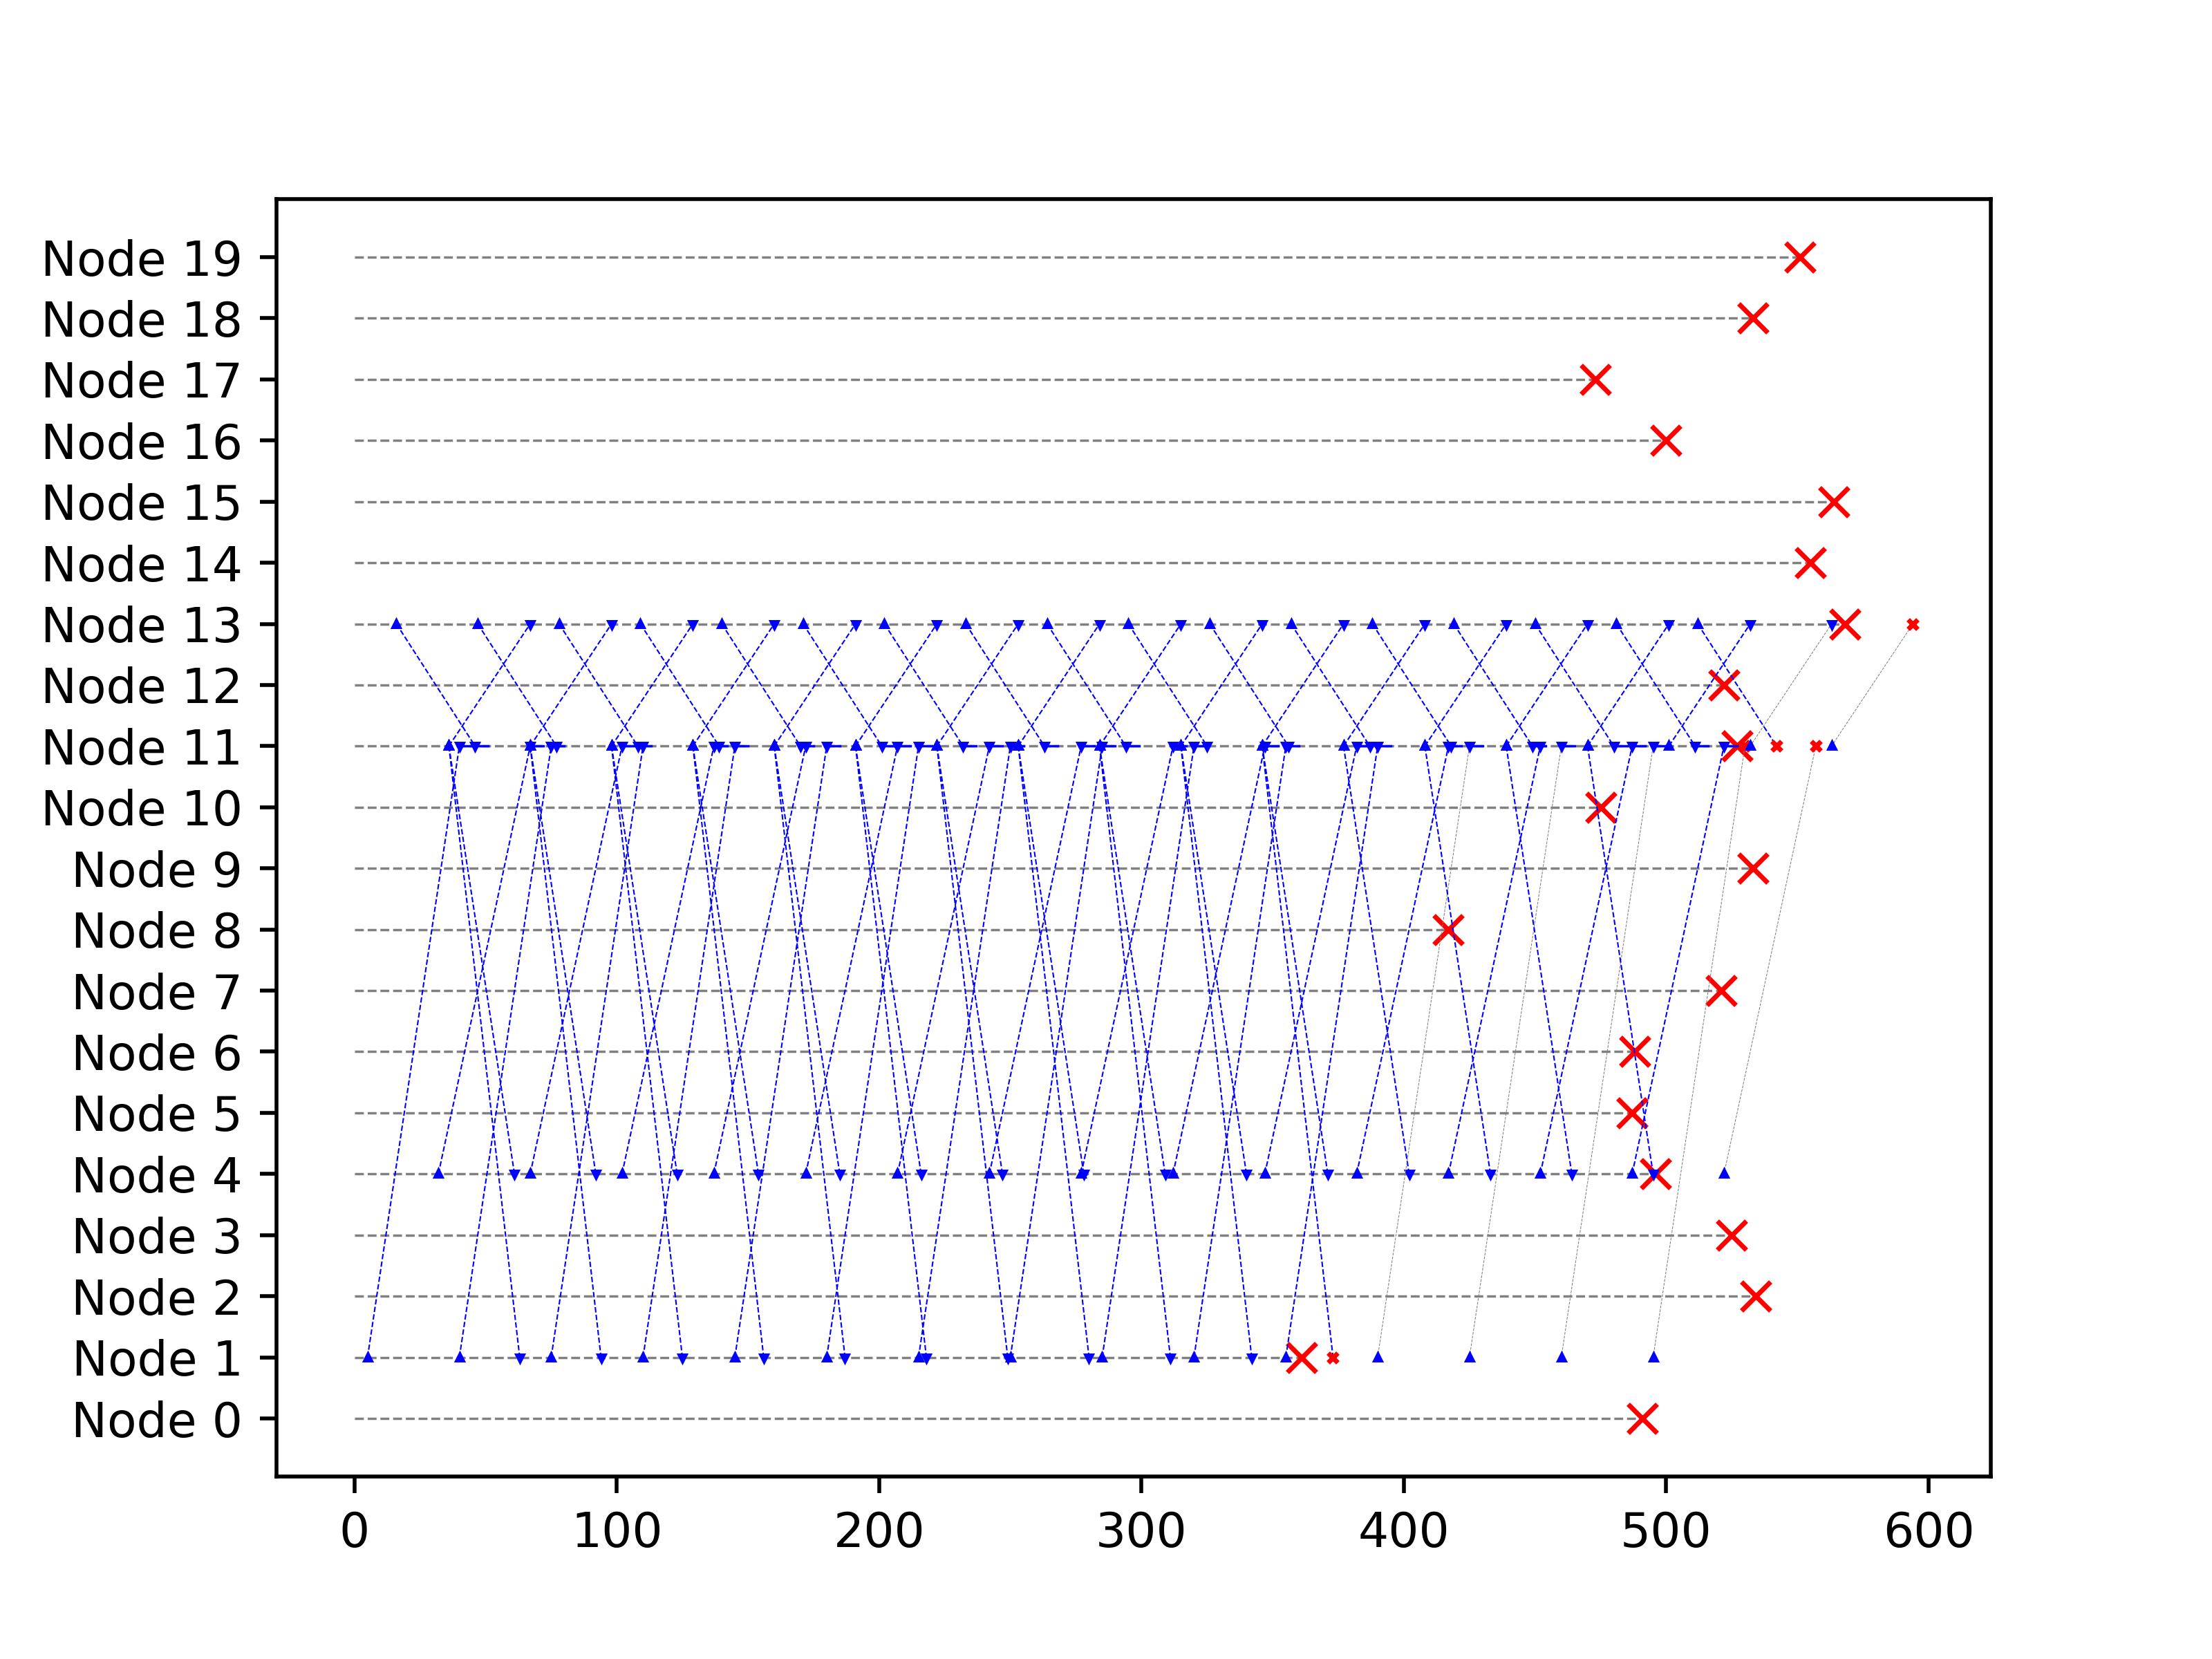 Node 19
Node 18
Node 17
Node 16
Node 15
Node 14
Node 13
Node 12
Node 11
Node 10
Node 9
Node 8
Node 7
Node 6
Node 5
Node 4
Node 3
Node 2
Node 1
Node 0
0 100 200 300 400 500 600